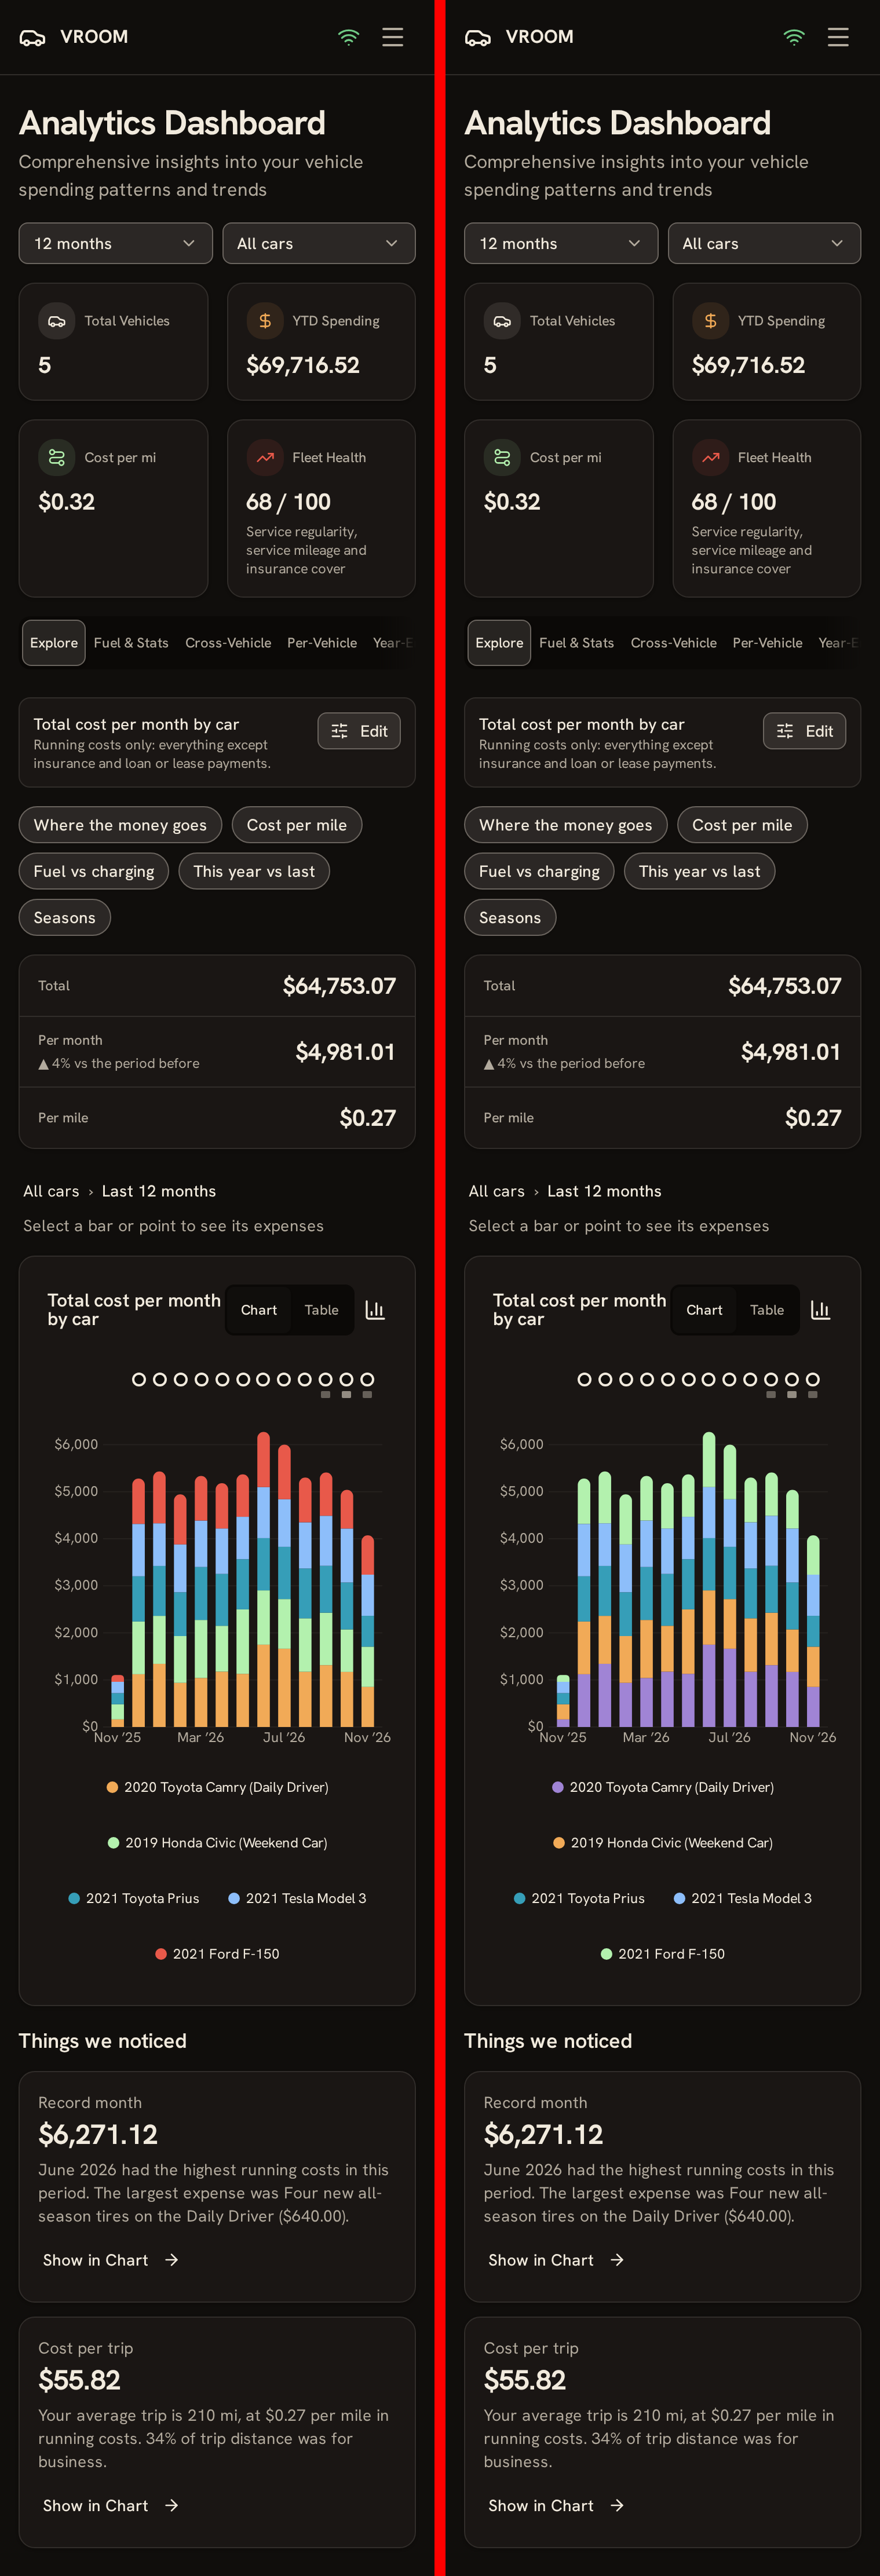 VROOM
Analytics Dashboard
Comprehensive insights into your vehicle
spending patterns and trends
12 months
All cars
Total Vehicles
5
YTD Spending
$69,716.52
Cost per mi
$0.32
Fleet Health
68 / 100
Service regularity,
service mileage and
insurance cover
Explore
Fuel & Stats
Cross-Vehicle
Per-Vehicle
Year-E
Total cost per month by car
Running costs only: everything except
insurance and loan or lease payments.
Edit
Where the money goes
Cost per mile
Fuel vs charging
This year vs last
Seasons
Total
$64,753.07
Per month
▲ 4% vs the period before
$4,981.01
Per mile
$0.27
All cars › Last 12 months
Select a bar or point to see its expenses
Total cost per month
by car
Chart
Table
$6,000
$5,000
$4,000
$3,000
$2,000
$1,000
$0
Nov ’25
Mar ’26
Jul ’26
Nov ’26
2020 Toyota Camry (Daily Driver)
2019 Honda Civic (Weekend Car)
2021 Toyota Prius
2021 Tesla Model 3
2021 Ford F-150
Things we noticed
Record month
$6,271.12
June 2026 had the highest running costs in this
period. The largest expense was Four new all-
season tires on the Daily Driver ($640.00).
Show in Chart →
Cost per trip
$55.82
Your average trip is 210 mi, at $0.27 per mile in
running costs. 34% of trip distance was for
business.
Show in Chart →
VROOM
Analytics Dashboard
Comprehensive insights into your vehicle
spending patterns and trends
12 months
All cars
Total Vehicles
5
YTD Spending
$69,716.52
Cost per mi
$0.32
Fleet Health
68 / 100
Service regularity,
service mileage and
insurance cover
Explore
Fuel & Stats
Cross-Vehicle
Per-Vehicle
Year-E
Total cost per month by car
Running costs only: everything except
insurance and loan or lease payments.
Edit
Where the money goes
Cost per mile
Fuel vs charging
This year vs last
Seasons
Total
$64,753.07
Per month
▲ 4% vs the period before
$4,981.01
Per mile
$0.27
All cars › Last 12 months
Select a bar or point to see its expenses
Total cost per month
by car
Chart
Table
$6,000
$5,000
$4,000
$3,000
$2,000
$1,000
$0
Nov ’25
Mar ’26
Jul ’26
Nov ’26
2020 Toyota Camry (Daily Driver)
2019 Honda Civic (Weekend Car)
2021 Toyota Prius
2021 Tesla Model 3
2021 Ford F-150
Things we noticed
Record month
$6,271.12
June 2026 had the highest running costs in this
period. The largest expense was Four new all-
season tires on the Daily Driver ($640.00).
Show in Chart →
Cost per trip
$55.82
Your average trip is 210 mi, at $0.27 per mile in
running costs. 34% of trip distance was for
business.
Show in Chart →